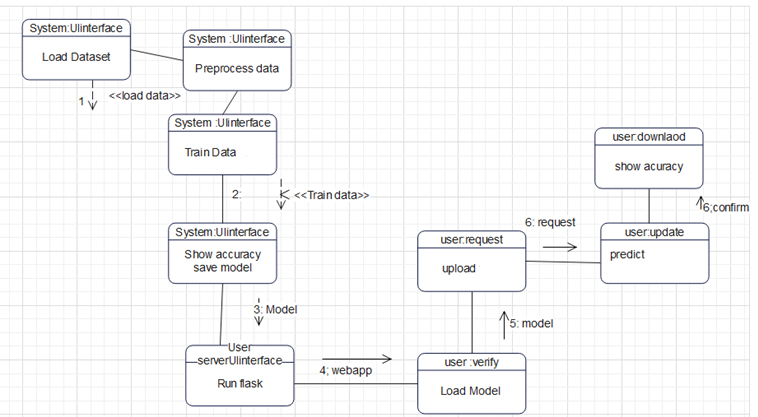 System:UIinterface
Load Dataset
System :UIinterface
Preprocess data
1
<<load data>>
System :UIinterface
Train Data
2:
<<Train data>>
System:UIinterface
Show accuracy
save model
3: Model
User
serverUIinterface
Run flask
4; webapp
user :verify
Load Model
5: model
user:request
upload
6: request
user:update
predict
6;confirm
user:downlaod
show acuracy